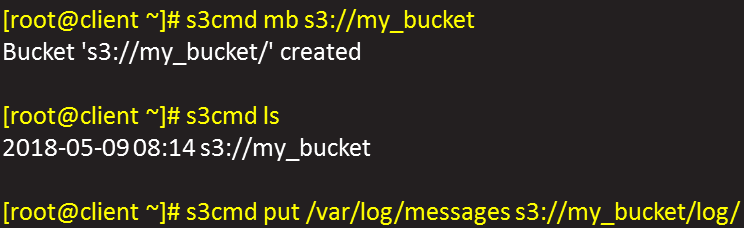 [root@client ~]# s3cmd mb s3://my_bucket
Bucket 's3://my_bucket/' created
[root@client ~]# s3cmd ls
2018-05-09 08:14 s3://my_bucket
[root@client ~]# s3cmd put /var/log/messages s3://my_bucket/log/